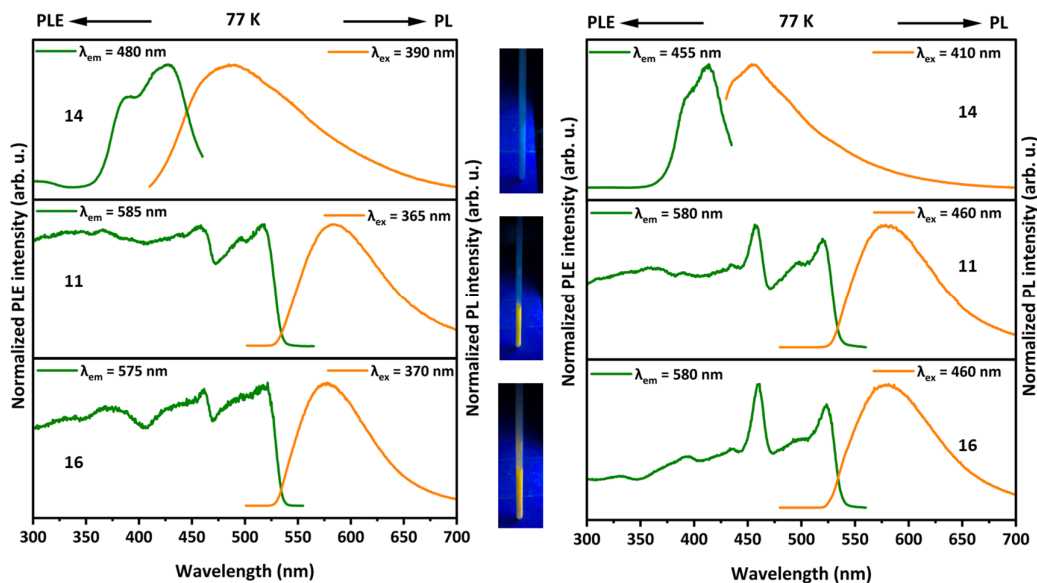 PLE 77 K PL
λem = 480 nm λex = 390 nm
14
λem = 585 nm λex = 365 nm
11
λem = 575 nm λex = 370 nm
16
Normalized PLE intensity (arb. u.)
Normalized PL intensity (arb. u.)
300 350 400 450 500 550 600 650 700
Wavelength (nm)
PLE 77 K PL
λem = 455 nm λex = 410 nm
14
λem = 580 nm λex = 460 nm
11
λem = 580 nm λex = 460 nm
16
Normalized PLE intensity (arb. u.)
Normalized PL intensity (arb. u.)
300 350 400 450 500 550 600 650 700
Wavelength (nm)